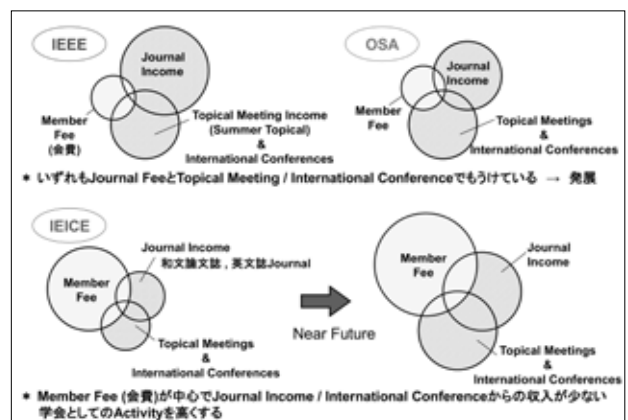 IEEE
Journal
Income
Member
Fee
(会費)
Topical Meeting Income
(Summer Topical)
&
International Conferences
OSA
Journal
Income
Member
Fee
Topical Meetings
&
International Conferences
* いずれもJournal FeeとTopical Meeting / International Conferenceでもうけている → 発展
IEICE
Member
Fee
Journal Income
和文論文誌 , 英文誌Journal
Topical Meetings
&
International Conferences
Near Future
Member
Fee
Journal
Income
Topical Meetings
&
International Conferences
* Member Fee (会費)が中心でJournal Income / International Conferenceからの収入が少ない
学会としてのActivityを高くする